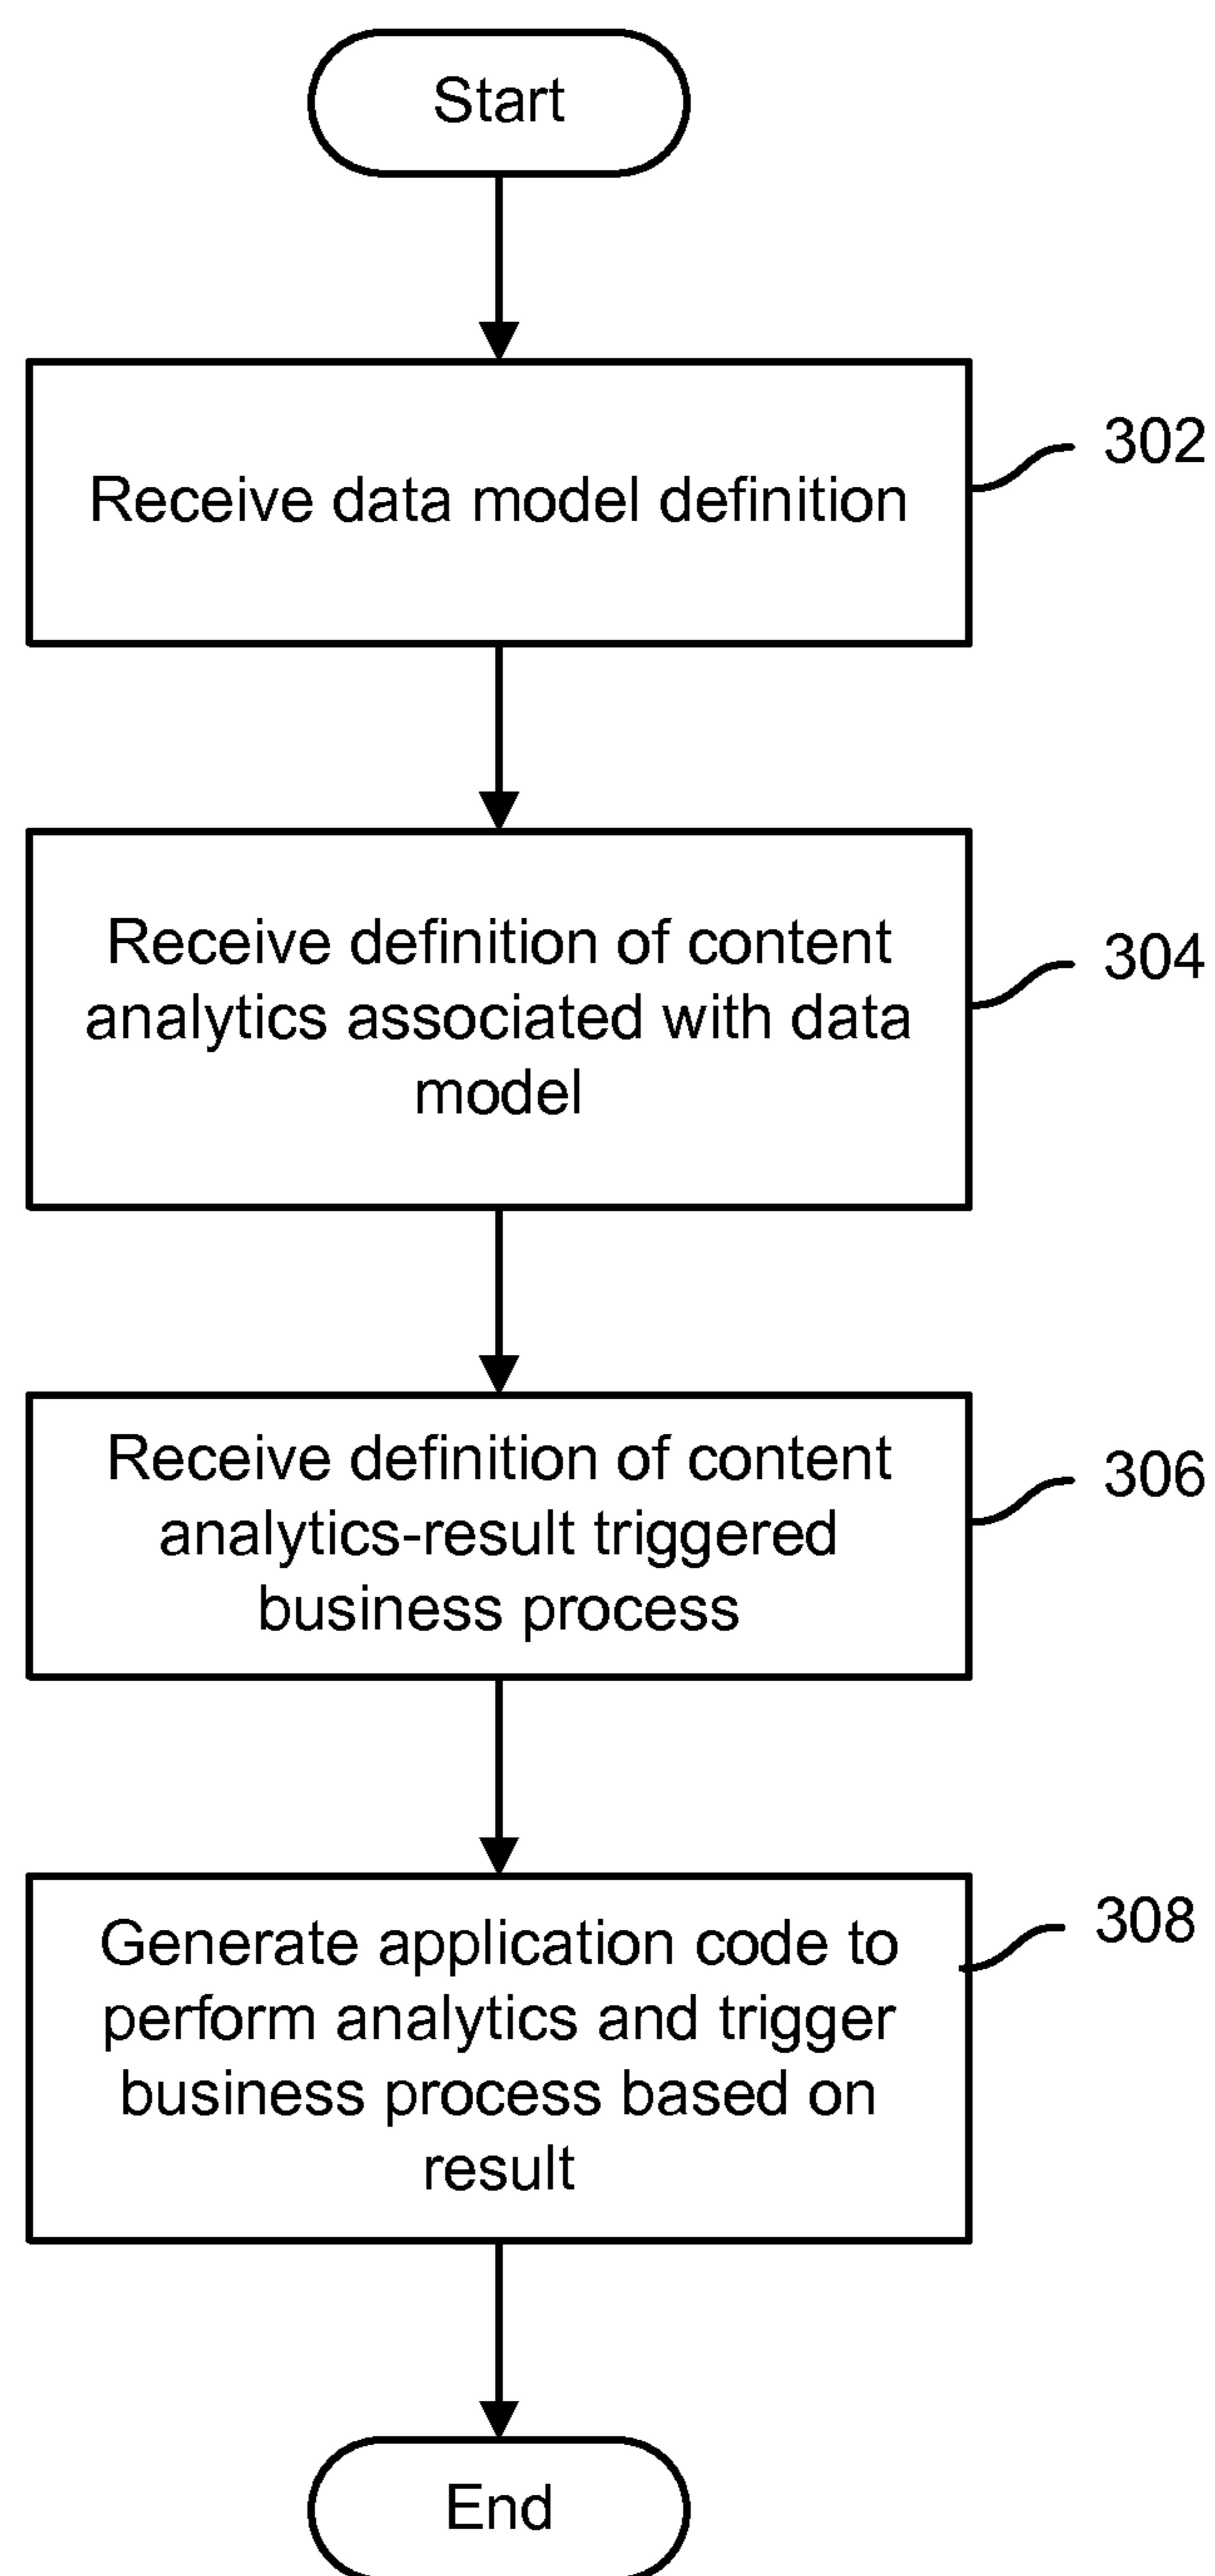 Start
Receive data model definition
302
Receive definition of content
analytics associated with data
model
304
Receive definition of content
analytics-result triggered
business process
306
Generate application code to
perform analytics and trigger
business process based on
result
308
End